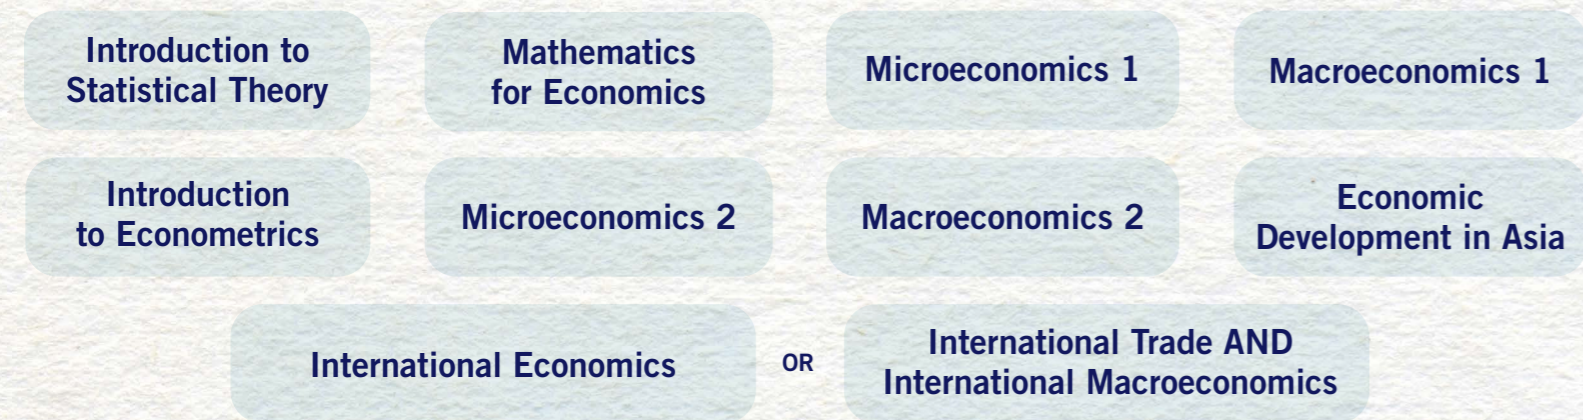 Introduction to
Statistical Theory
Mathematics
for Economics
Microeconomics 1
Macroeconomics 1
Introduction
to Econometrics
Microeconomics 2
Macroeconomics 2
Economic
Development in Asia
International Economics
OR
International Trade AND
International Macroeconomics